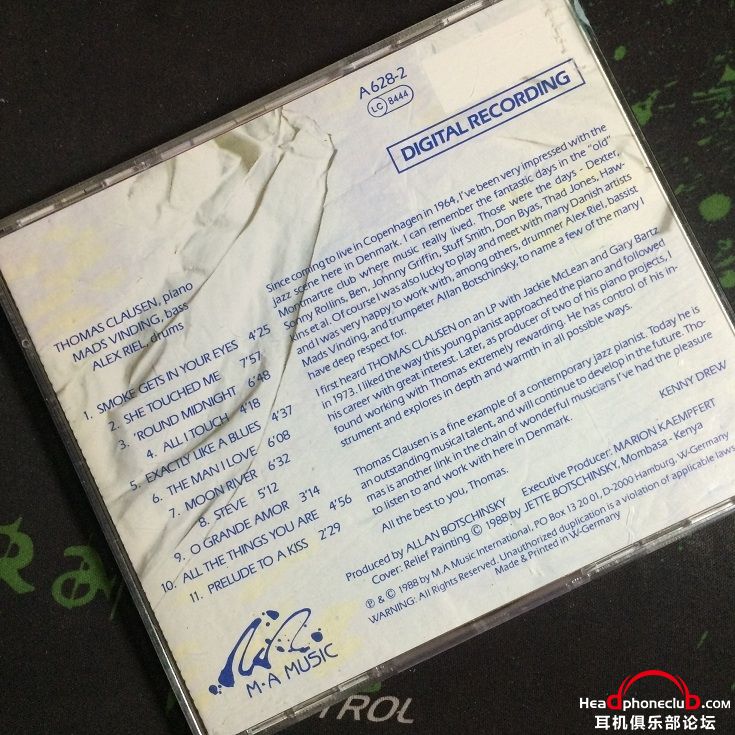 A 628-2
LC 8444
DIGITAL RECORDING
THOMAS CLAUSEN, piano
MADS VINDING, bass
ALEX RIEL, drums
1. SMOKE GETS IN YOUR EYES 4'25
2. SHE TOUCHED ME 7'57
3. 'ROUND MIDNIGHT 6'48
4. ALL I TOUCH 4'18
5. EXACTLY LIKE A BLUES 4'37
6. THE MAN I LOVE 6'08
7. MOON RIVER 6'32
8. STEVE 5'12
9. O GRANDE AMOR 3'14
10. ALL THE THINGS YOU ARE 4'56
11. PRELUDE TO A KISS 2'29
Since coming to live in Copenhagen in 1964, I've been very impressed with the
jazz scene here in Denmark. I can remember the fantastic days in the "old"
Montmartre club where music really lived. Those were the days - Dexter,
Sonny Rollins, Ben, Johnny Griffin, Stuff Smith, Don Byas, Thad Jones, Haw-
kins et al. Of course I was also lucky to play and meet with many Danish artists
and I was very happy to work with, among others, drummer Alex Riel, bassist
Mads Vinding, and trumpeter Allan Botschinsky, to name a few of the many I
have deep respect for.
I first heard THOMAS CLAUSEN on an LP with Jackie McLean and Gary Bartz
in 1973. I liked the way this young pianist approached the piano and followed
his career with great interest. Later, as producer of two of his piano projects, I
found working with Thomas extremely rewarding. He has control of his in-
strument and explores in depth and warmth in all possible ways.
Thomas Clausen is a fine example of a contemporary jazz pianist. Today he is
an outstanding musical talent, and will continue to develop in the future. Tho-
mas is another link in the chain of wonderful musicians I've had the pleasure
to listen to and work with here in Denmark.
All the best to you, Thomas.
KENNY DREW
Produced by ALLAN BOTSCHINSKY Executive Producer: MARION KAEMPFERT
Cover: Relief Painting © 1988 by JETTE BOTSCHINSKY, Mombasa - Kenya
℗ & © 1988 by M.A Music International, PO Box 13 20 01, D-2000 Hamburg, W-Germany
WARNING: All Rights Reserved. Unauthorized duplication is a violation of applicable laws
Made & Printed in W-Germany
M·A MUSIC
TROL
Headphoneclub.com
耳机俱乐部论坛